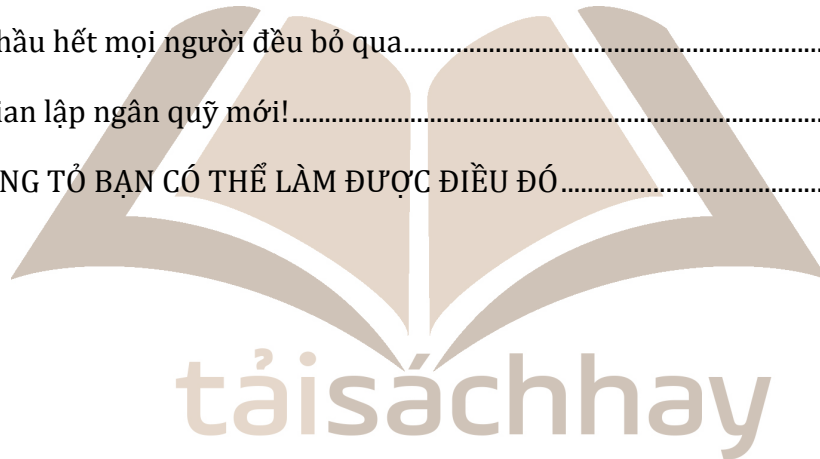 hầu hết mọi người đều bỏ qua................................................................
ian lập ngân quỹ mới!................................................................................
NG TỎ BẠN CÓ THỂ LÀM ĐƯỢC ĐIỀU ĐÓ........................................
tảisáchhay